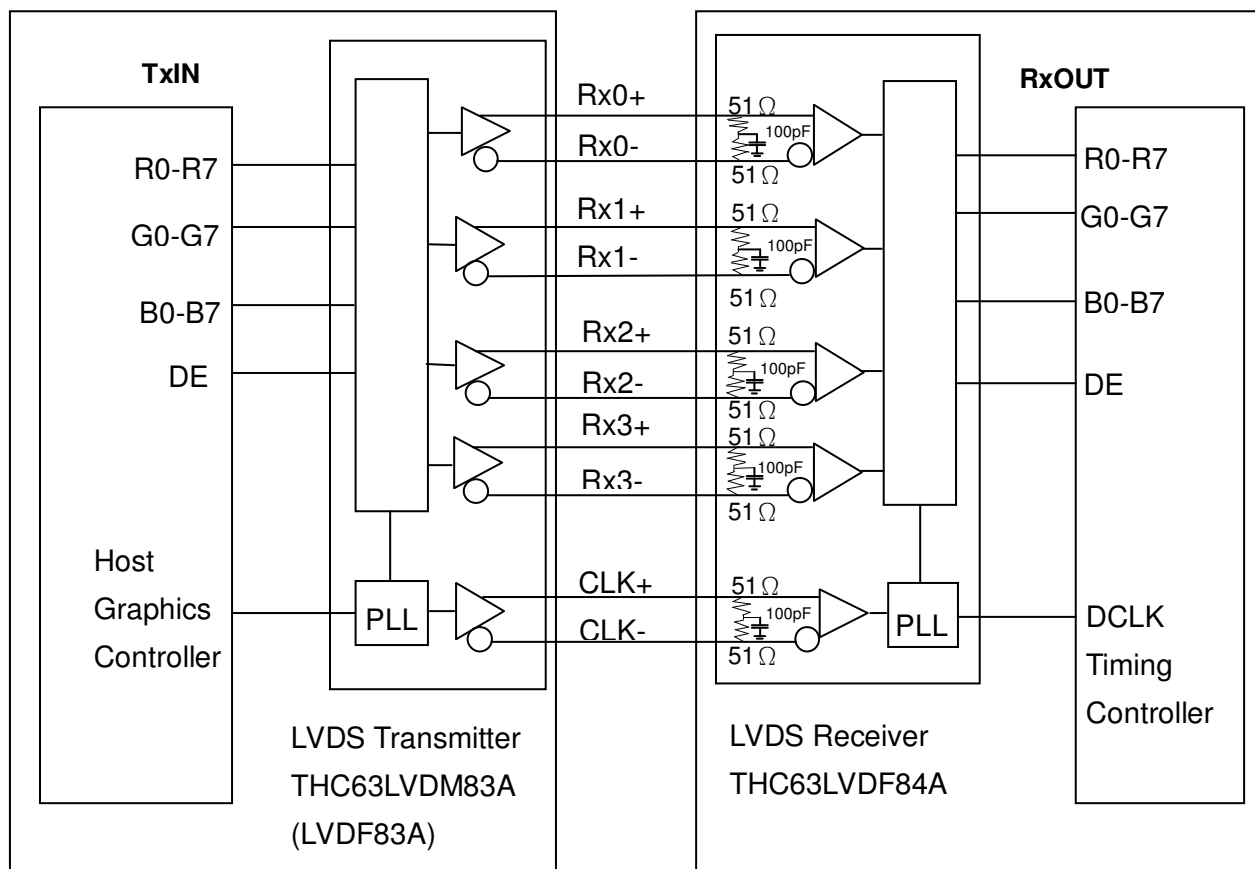 TxIN
R0-R7
G0-G7
B0-B7
DE
Host
Graphics
Controller
PLL
LVDS Transmitter
THC63LVDM83A
(LVDF83A)
Rx0+
Rx0-
Rx1+
Rx1-
Rx2+
Rx2-
Rx3+
Rx3-
CLK+
CLK-
51Ω
100pF
51Ω
51Ω
100pF
51Ω
51Ω
100pF
51Ω
51Ω
100pF
51Ω
51Ω
100pF
51Ω
PLL
LVDS Receiver
THC63LVDF84A
RxOUT
R0-R7
G0-G7
B0-B7
DE
DCLK
Timing
Controller